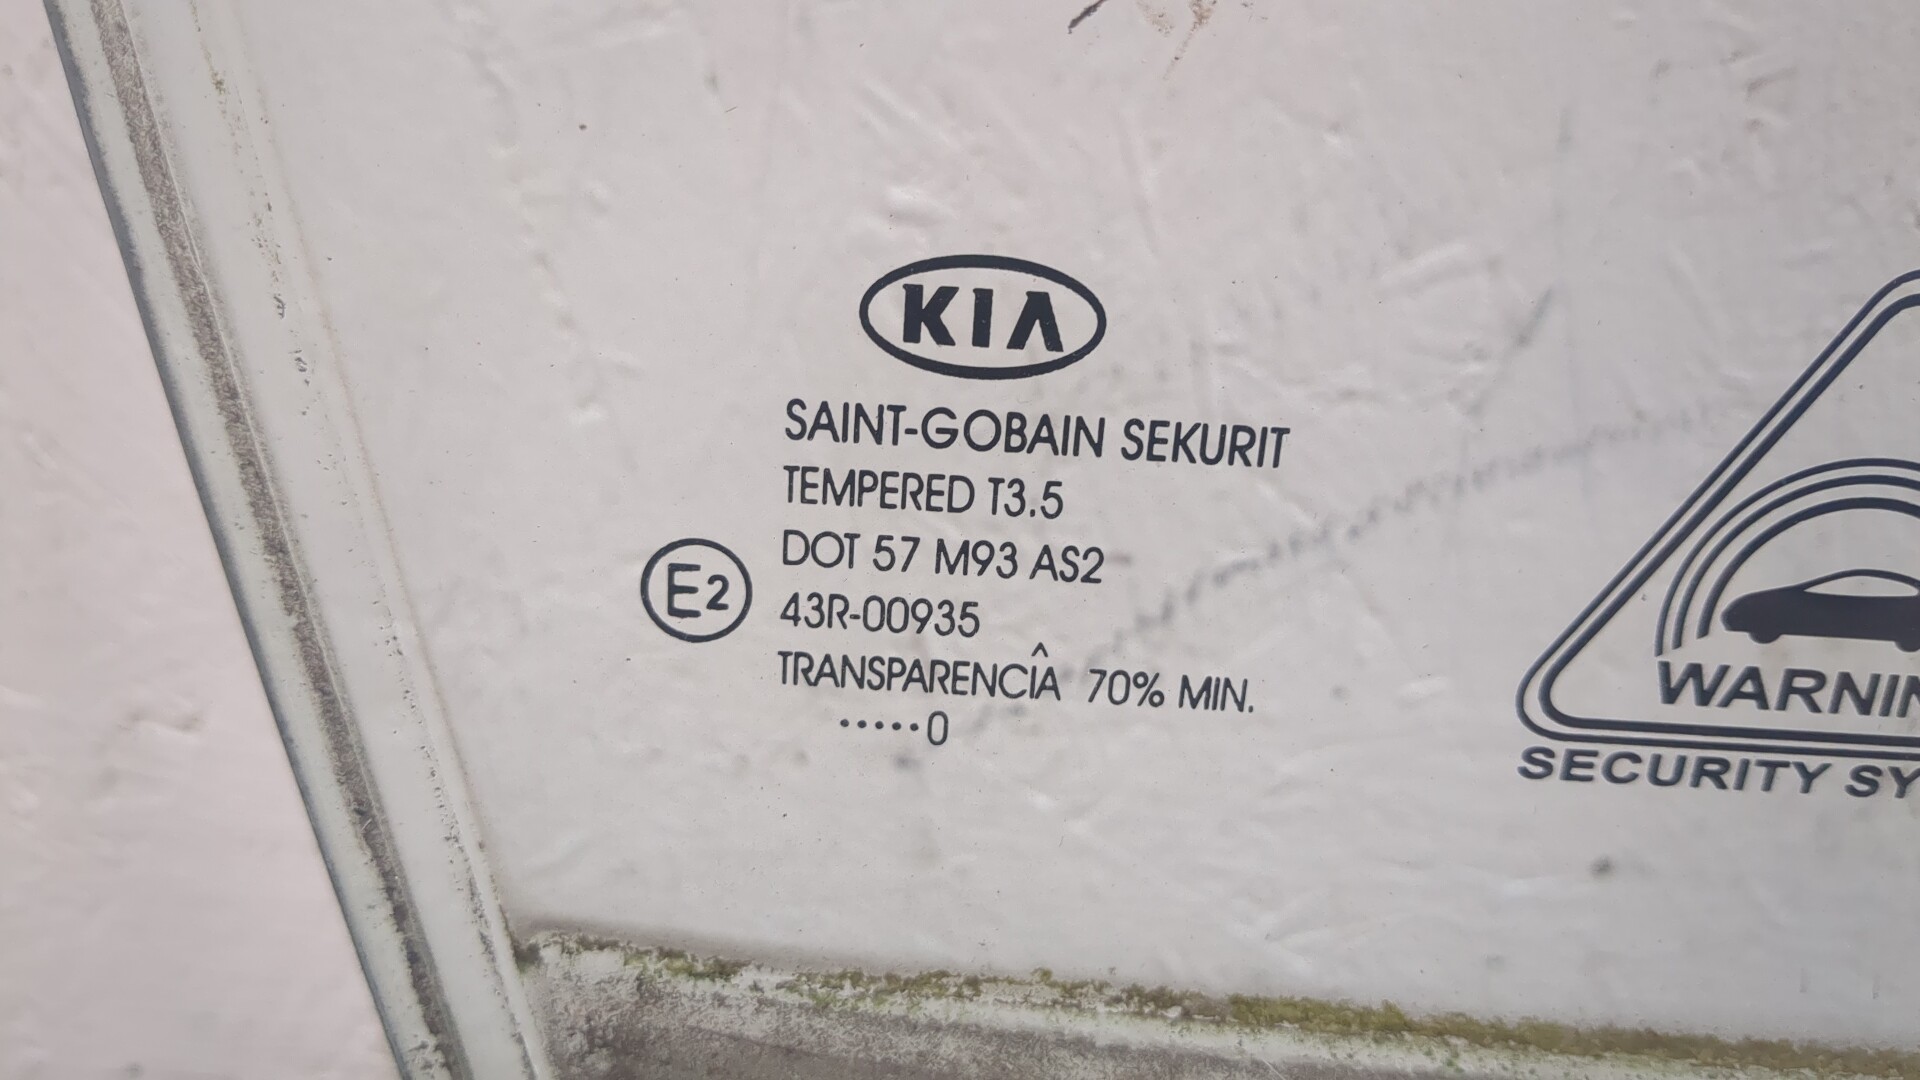 KIA
SAINT-GOBAIN SEKURIT
TEMPERED T3.5
DOT 57 M93 AS2
E2
43R-00935
TRANSPARENCIÂ 70% MIN.
·····0
WARNIN
SECURITY SY